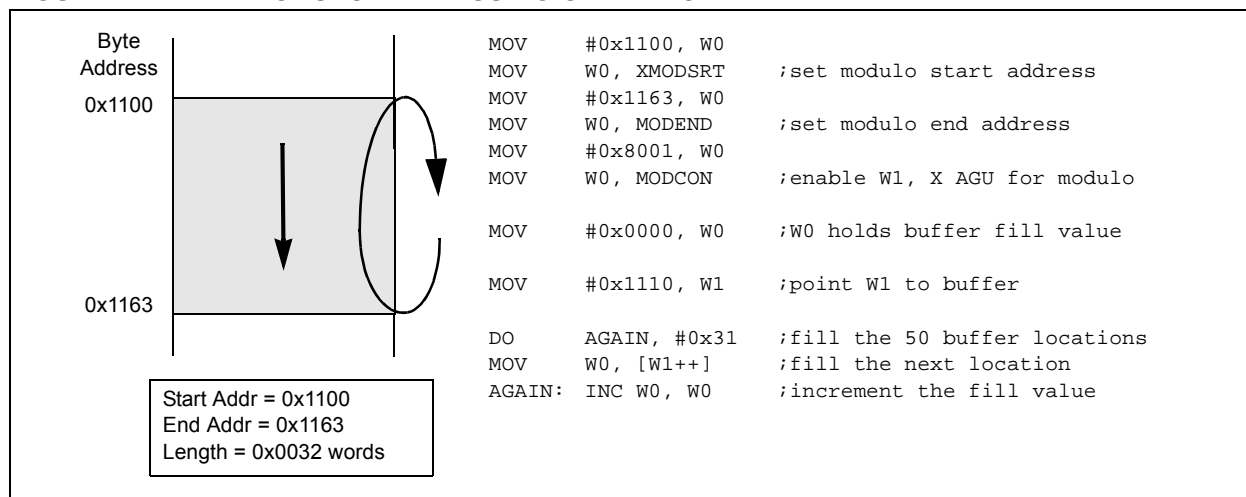 Byte
Address
0x1100
0x1163
Start Addr = 0x1100
End Addr = 0x1163
Length = 0x0032 words
MOV #0x1100, W0
MOV W0, XMODSRT ;set modulo start address
MOV #0x1163, W0
MOV W0, MODEND ;set modulo end address
MOV #0x8001, W0
MOV W0, MODCON ;enable W1, X AGU for modulo
MOV #0x0000, W0 ;W0 holds buffer fill value
MOV #0x1110, W1 ;point W1 to buffer
DO AGAIN, #0x31 ;fill the 50 buffer locations
MOV W0, [W1++] ;fill the next location
AGAIN: INC W0, W0 ;increment the fill value